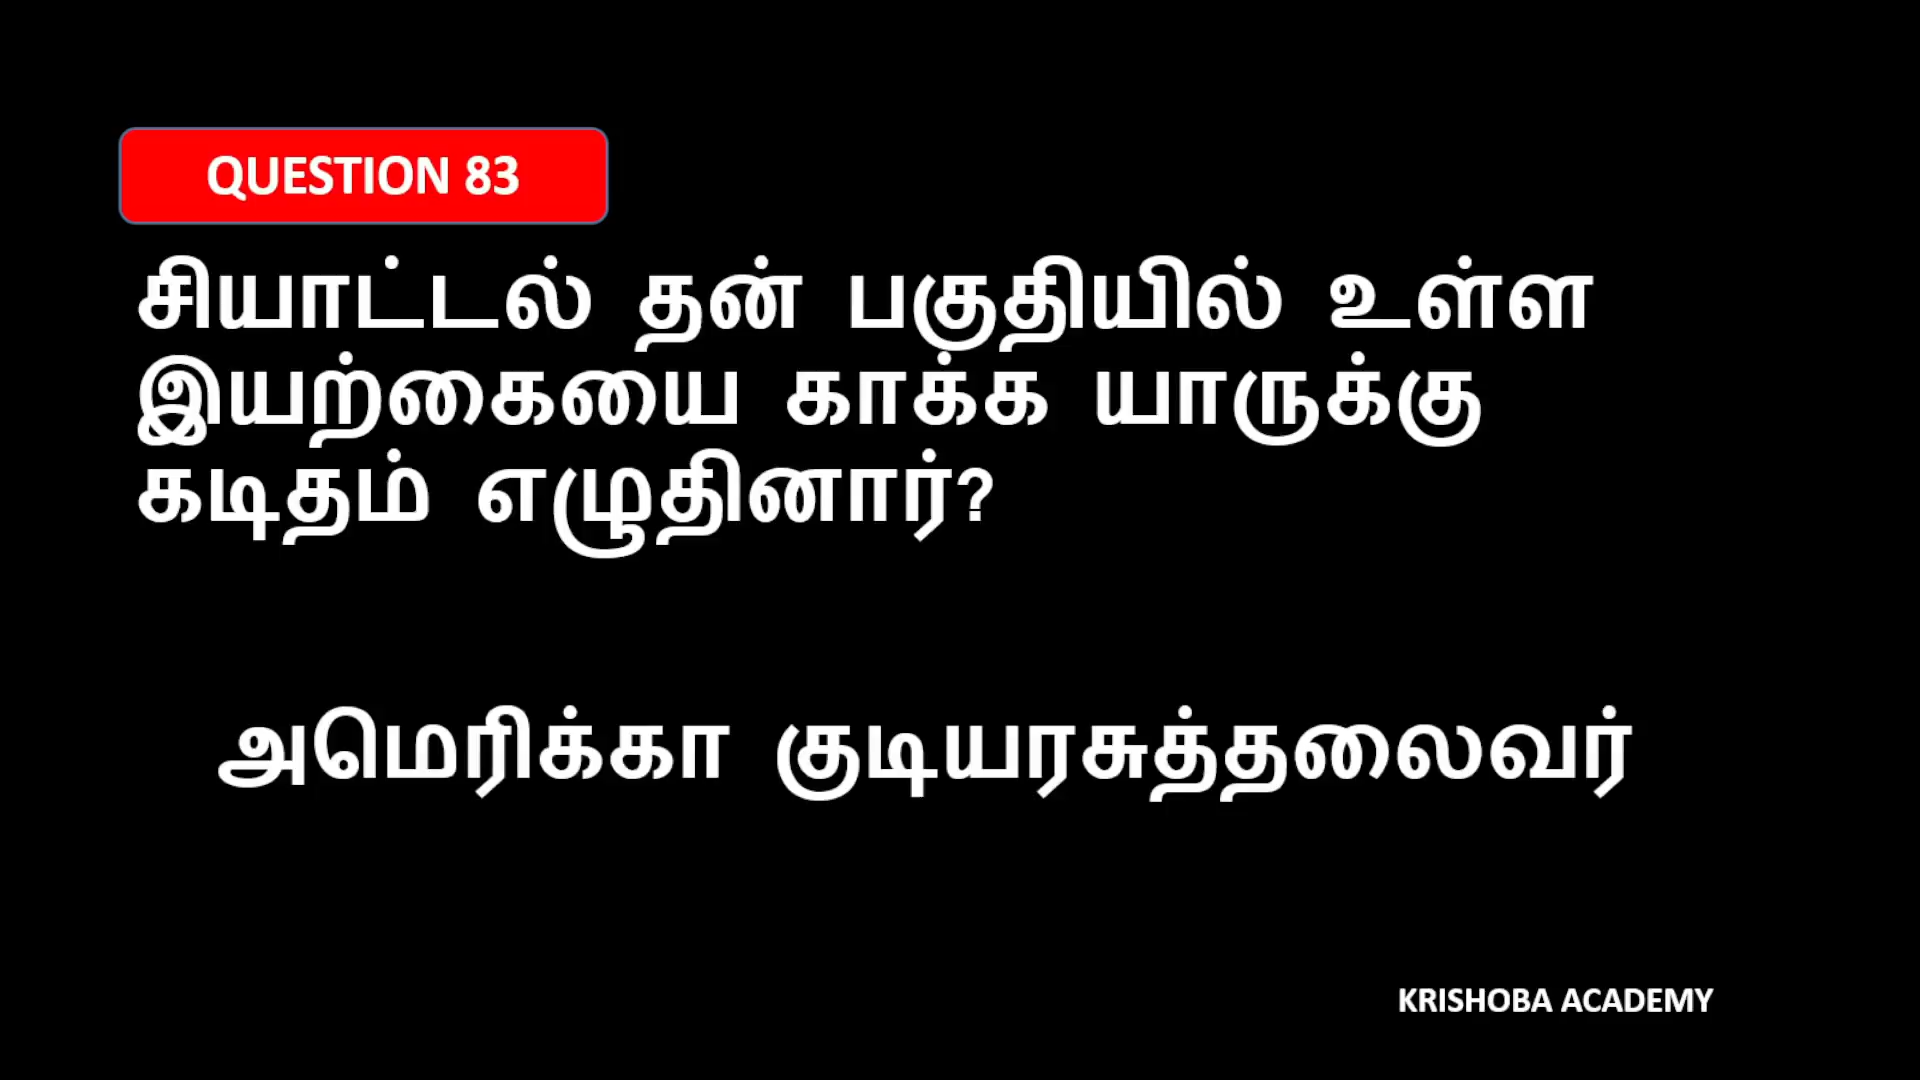 QUESTION 83
சியாட்டல் தன் பகுதியில் உள்ள
இயற்கையை காக்க யாருக்கு
கடிதம் எழுதினார்?
அமெரிக்கா குடியரசுத்தலைவர்
KRISHOBA ACADEMY